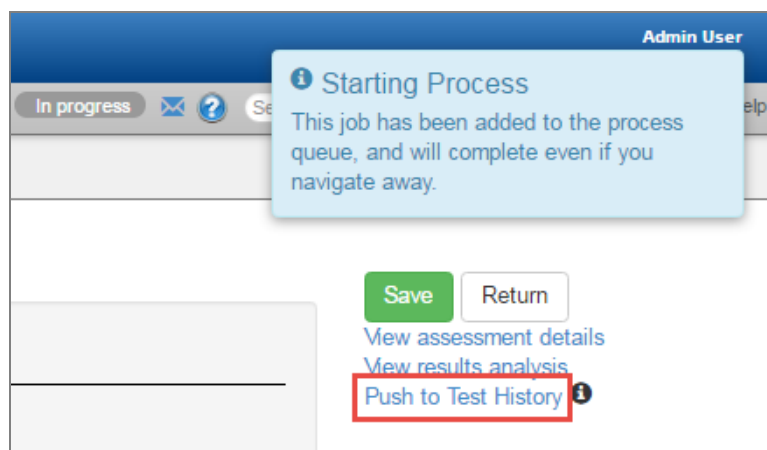 Admin User
Starting Process
In progress
This job has been added to the process
queue, and will complete even if you
navigate away.
Save Return
View assessment details
View results analysis
Push to Test History